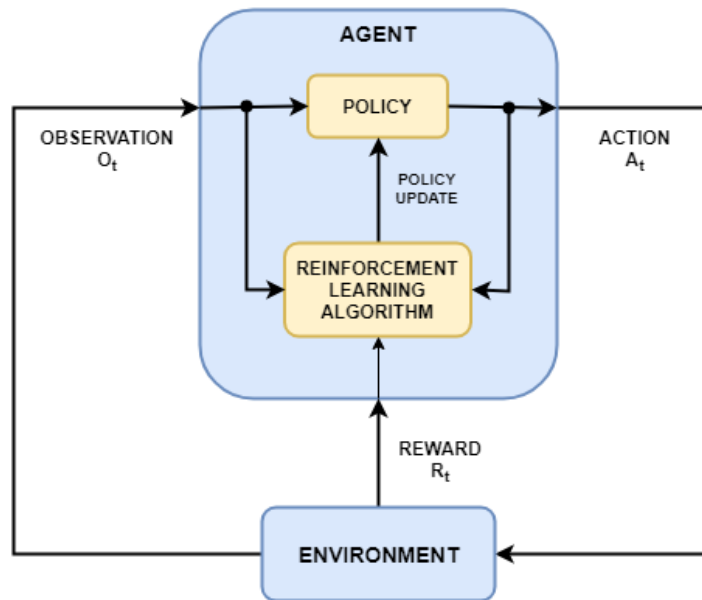 AGENT
POLICY
OBSERVATION
Oₜ
ACTION
Aₜ
POLICY
UPDATE
REINFORCEMENT
LEARNING
ALGORITHM
REWARD
Rₜ
ENVIRONMENT